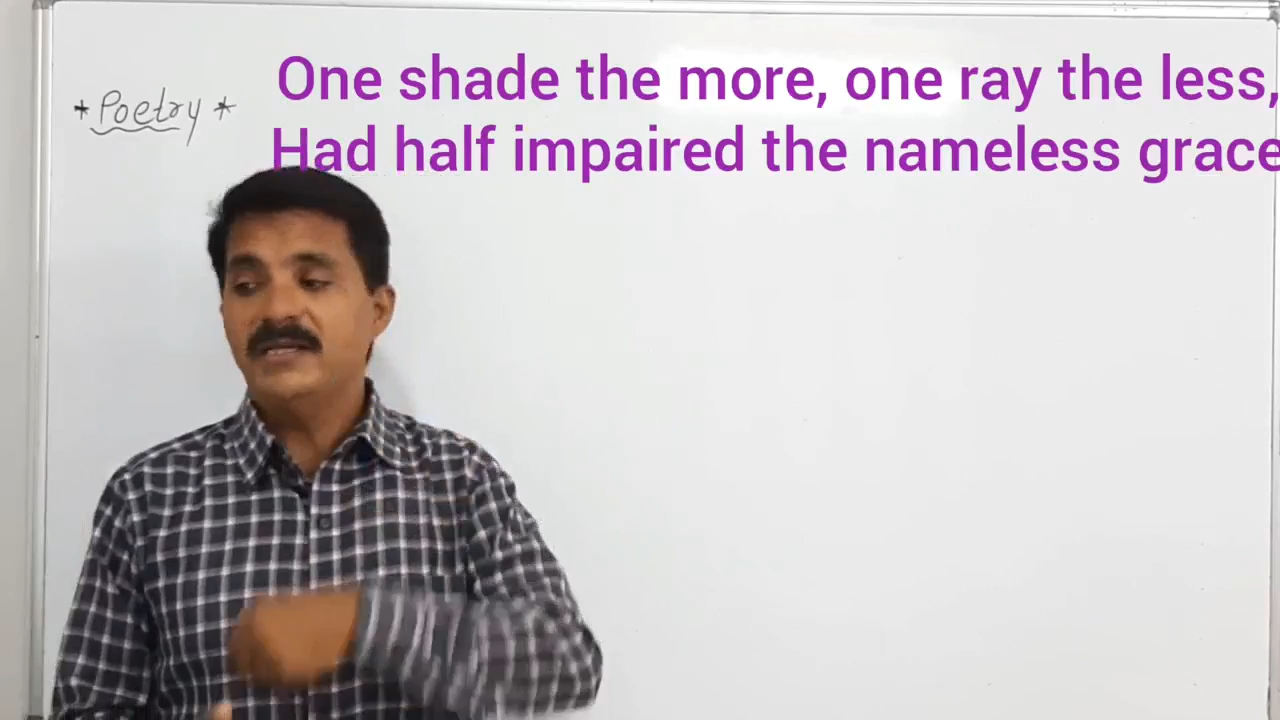 * Poetry *
One shade the more, one ray the less,
Had half impaired the nameless grace